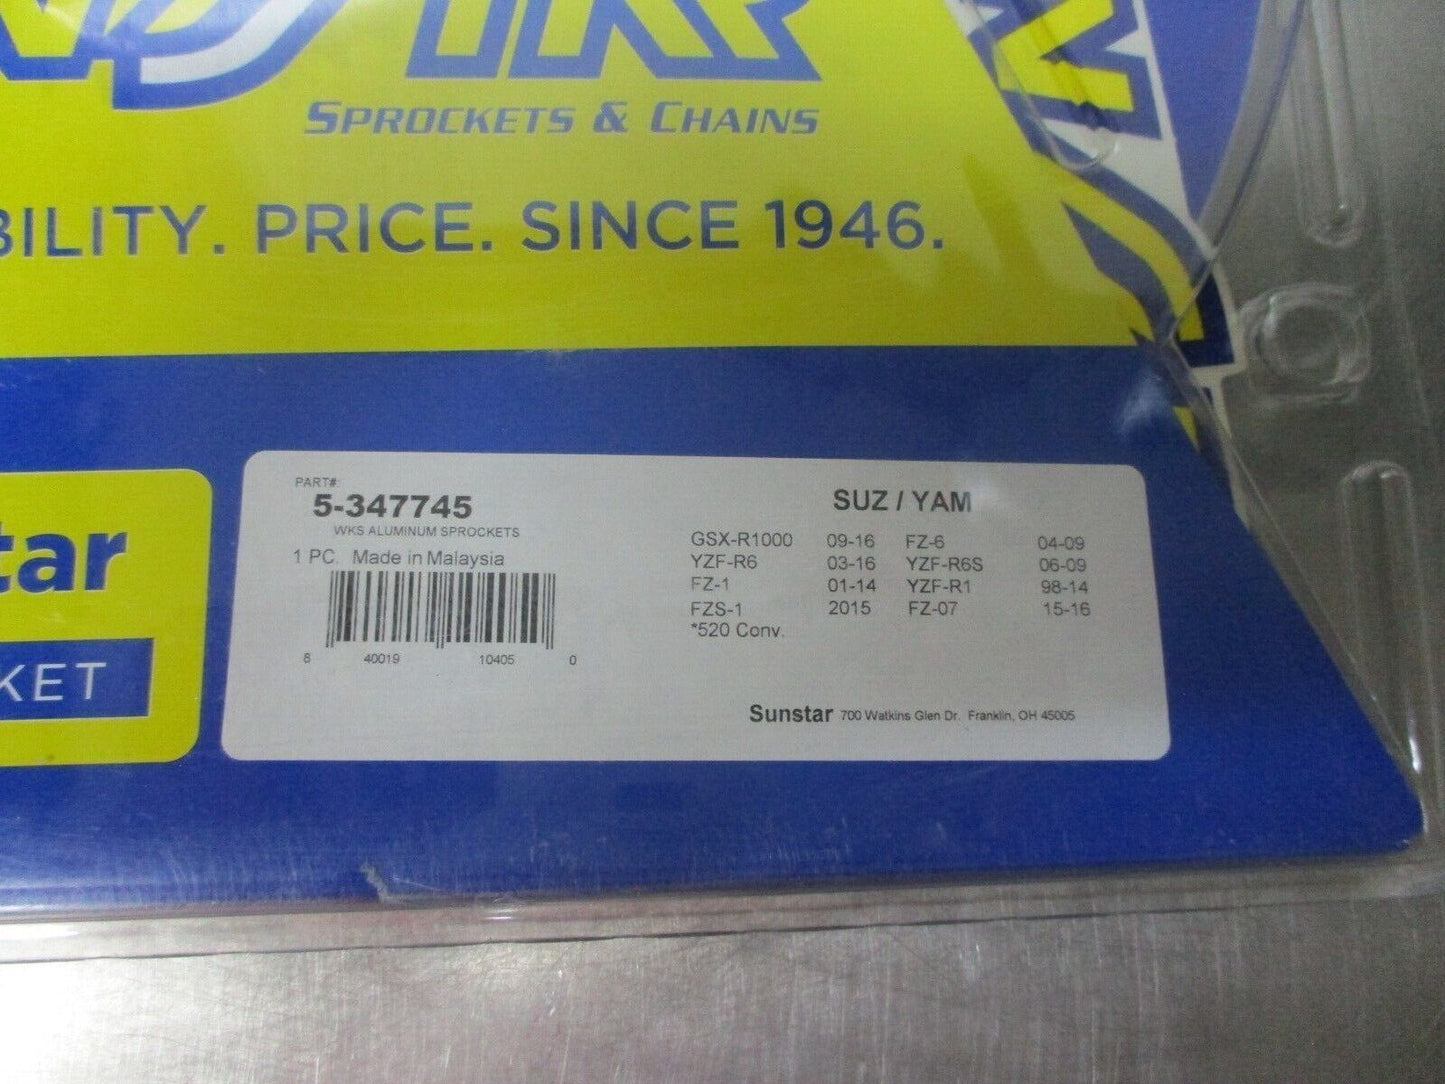 SPROCKETS & CHAINS
BILITY. PRICE. SINCE 1946.
tar
KET
PART#:
5-347745
WKS ALUMINUM SPROCKETS
1 PC. Made in Malaysia
8 40019 10405 0
SUZ / YAM
GSX-R1000 09-16 FZ-6 04-09
YZF-R6 03-16 YZF-R6S 06-09
FZ-1 01-14 YZF-R1 98-14
FZS-1 2015 FZ-07 15-16
*520 Conv.
Sunstar 700 Watkins Glen Dr. Franklin, OH 45005